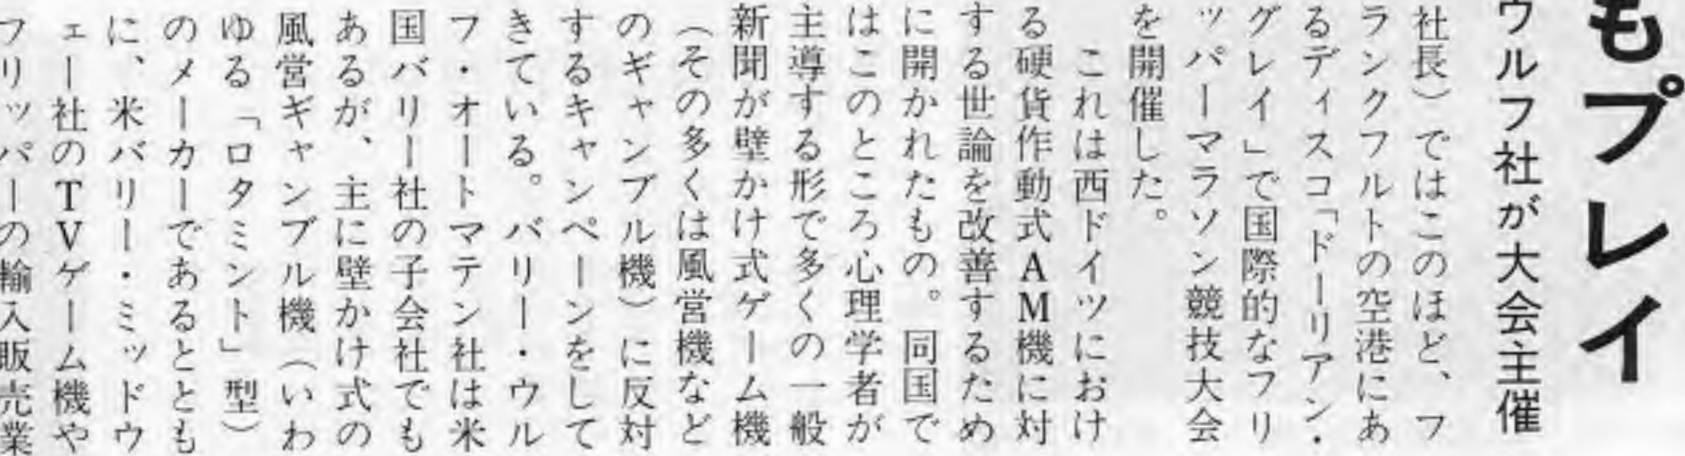 もプレイ
ウルフ社が大会主催
社長）ではこのほど、フ
ランクフルトの空港にあ
るディスコ「ドーリアン・
グレイ」で国際的なフリ
ッパーマラソン競技大会
を開催した。
これは西ドイツにおけ
る硬貨作動式AM機に対
する世論を改善するため
に開かれたもの。同国で
はこのところ心理学者が
主導する形で多くの一般
新聞が壁かけ式ゲーム機
（その多くは風営機など
のギャンブル機）に反対
するキャンペーンをして
きている。バリー・ウル
フ・オートマテン社は米
国バリー社の子会社でも
あるが、主に壁かけ式の
風営ギャンブル機（いわ
ゆる「ロタミント」型）
のメーカーであるととも
に、米バリー・ミッドウ
ェー社のTVゲーム機や
フリッパーの輸入販売業